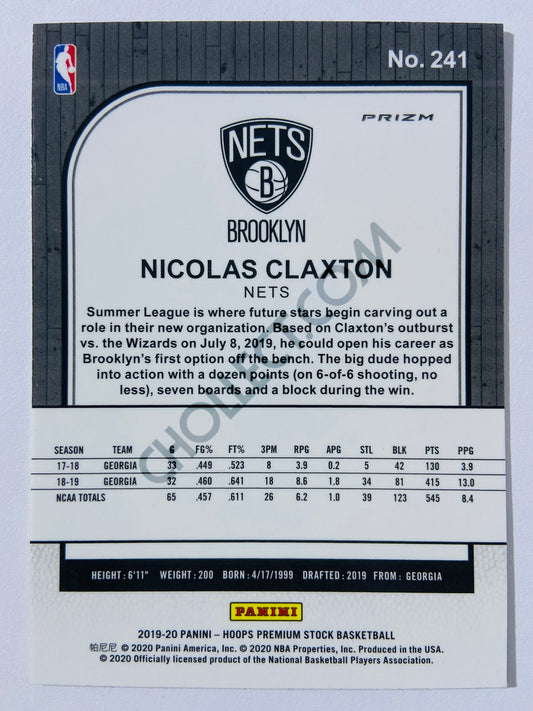 No. 241
NBA
PRIZM
NETS
B
BROOKLYN
NICOLAS CLAXTON
NETS
Summer League is where future stars begin carving out a
role in their new organization. Based on Claxton's outburst
vs. the Wizards on July 8, 2019, he could open his career as
Brooklyn's first option off the bench. The big dude hopped
into action with a dozen points (on 6-of-6 shooting, no
less), seven boards and a block during the win.
CHOLLECT.COM
SEASON TEAM G FG% FT% 3PM RPG APG STL BLK PTS PPG
17-18 GEORGIA 33 .449 .523 8 3.9 0.2 5 42 130 3.9
18-19 GEORGIA 32 .460 .641 18 8.6 1.8 34 81 415 13.0
NCAA TOTALS 65 .457 .611 26 6.2 1.0 39 123 545 8.4
HEIGHT: 6'11" WEIGHT: 200 BORN: 4/17/1999 DRAFTED: 2019 FROM: GEORGIA
PANINI
2019-20 PANINI – HOOPS PREMIUM STOCK BASKETBALL
帕尼尼 © 2020 Panini America, Inc. © 2020 NBA Properties, Inc. Produced in the USA.
© 2020 Officially licensed product of the National Basketball Players Association.